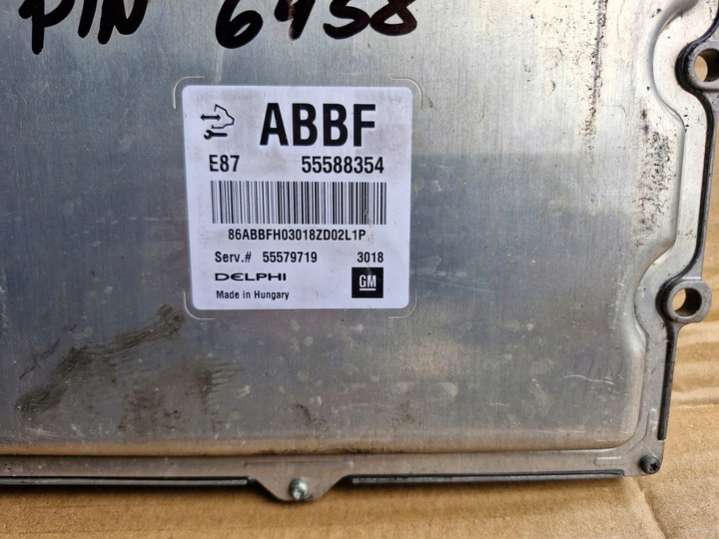 PIN 6458
ABBF
E87 55588354
86ABBFH03018ZD02L1P
Serv.# 55579719 3018
DELPHI GM
Made in Hungary